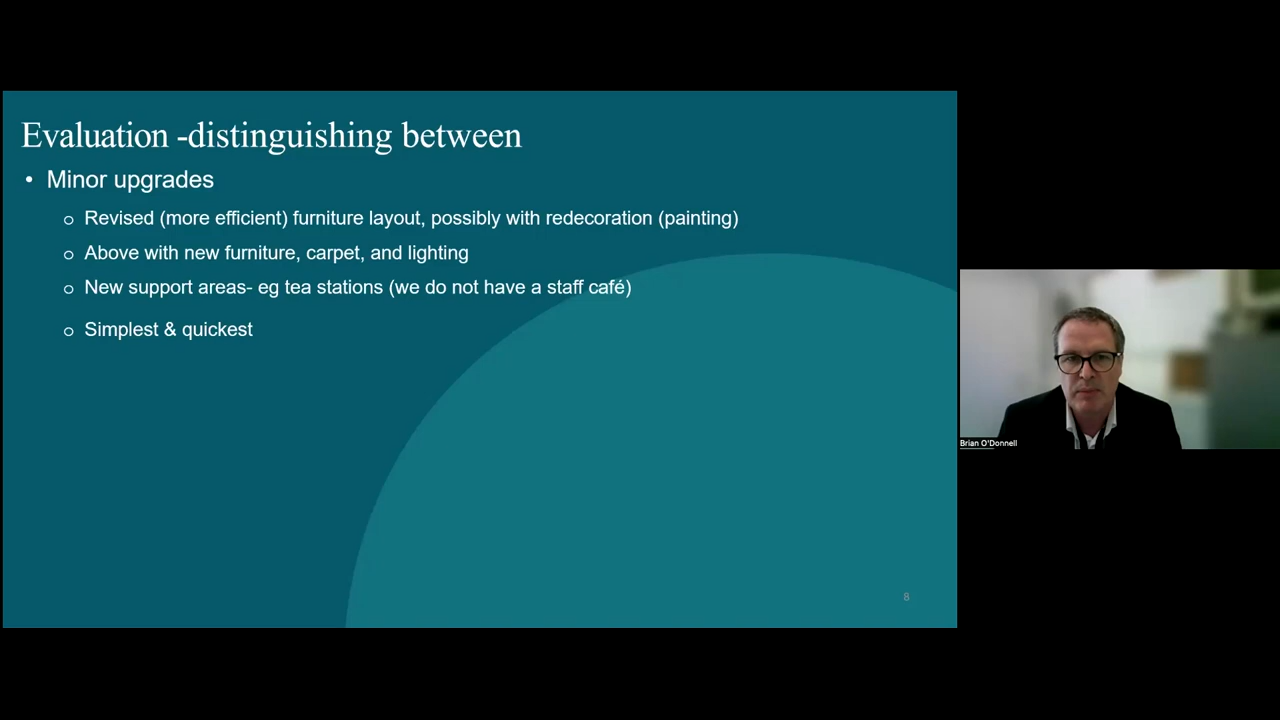 Evaluation -distinguishing between
• Minor upgrades
o Revised (more efficient) furniture layout, possibly with redecoration (painting)
o Above with new furniture, carpet, and lighting
o New support areas- eg tea stations (we do not have a staff café)
o Simplest & quickest
8
Brian O'Donnell